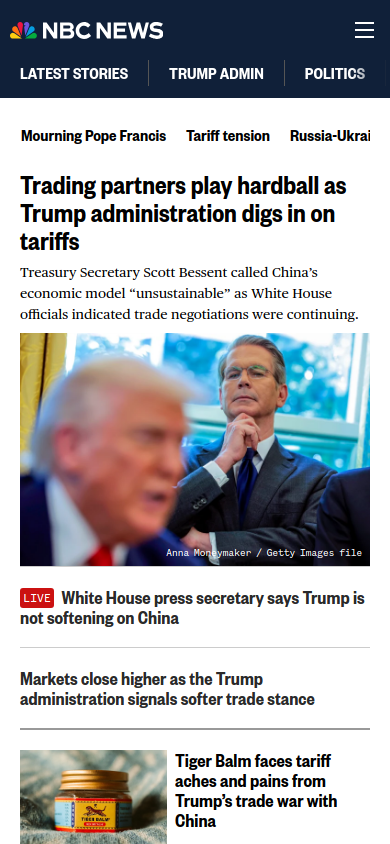 NBC NEWS
LATEST STORIES
TRUMP ADMIN
POLITICS
Mourning Pope Francis
Tariff tension
Russia-Ukrai
Trading partners play hardball as
Trump administration digs in on
tariffs
Treasury Secretary Scott Bessent called China’s
economic model “unsustainable” as White House
officials indicated trade negotiations were continuing.
Anna Moneymaker / Getty Images file
LIVE White House press secretary says Trump is
not softening on China
Markets close higher as the Trump
administration signals softer trade stance
Tiger Balm faces tariff
aches and pains from
Trump’s trade war with
China
TIGER BALM